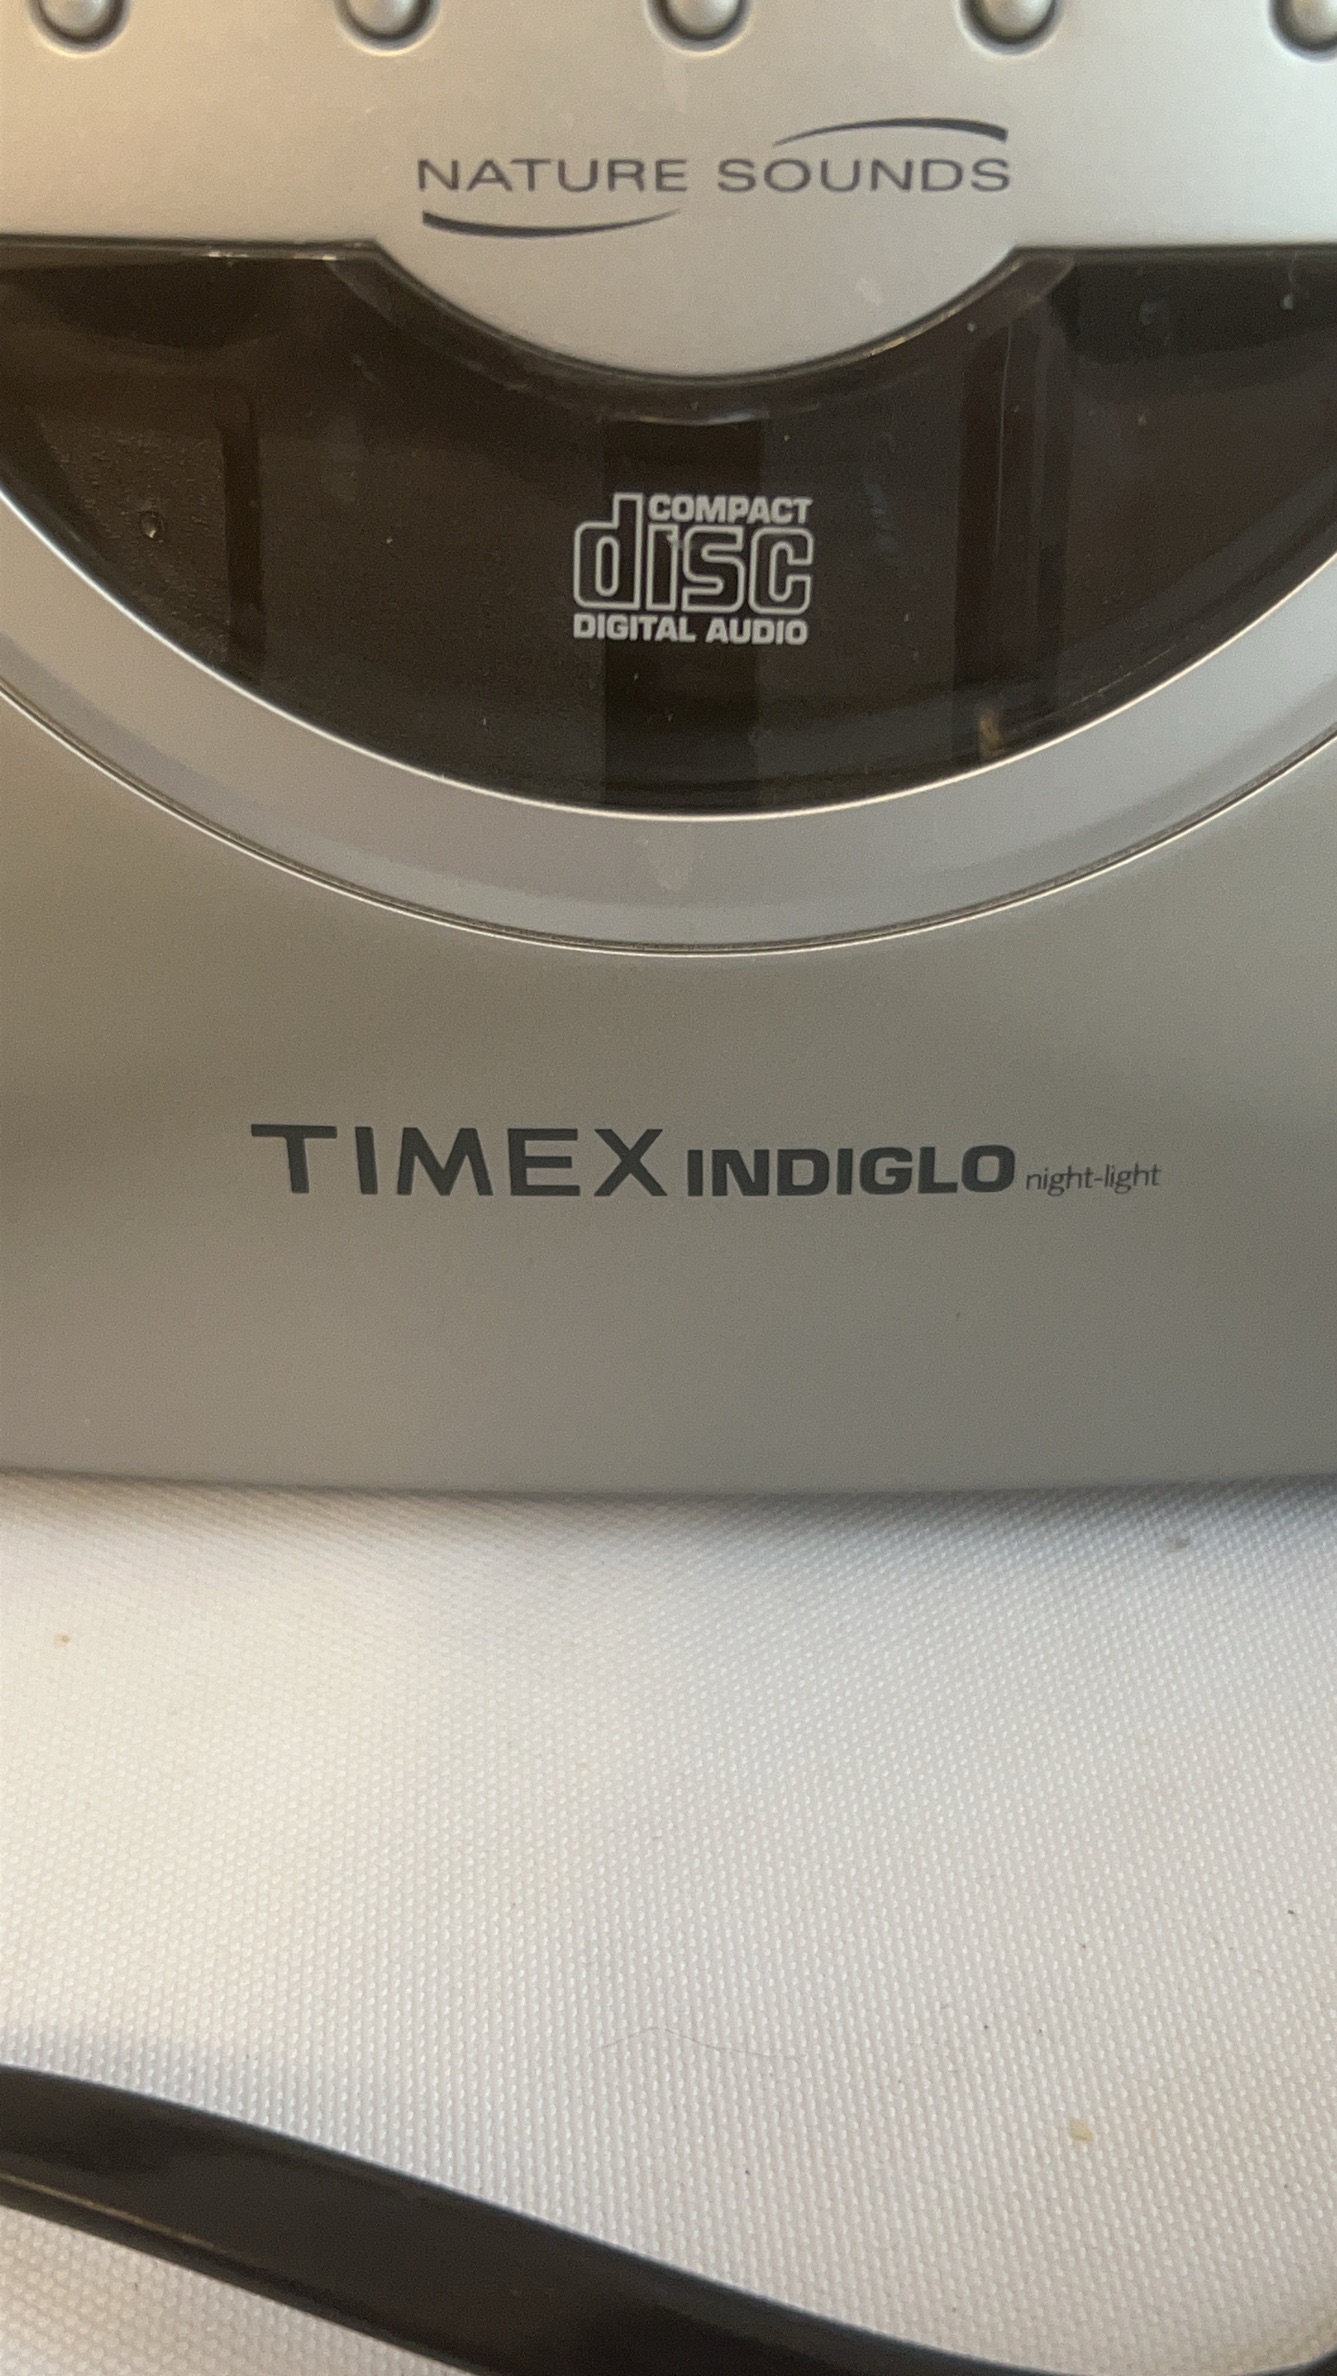 NATURE SOUNDS
COMPACT
disc
DIGITAL AUDIO
TIMEX INDIGLO night-light